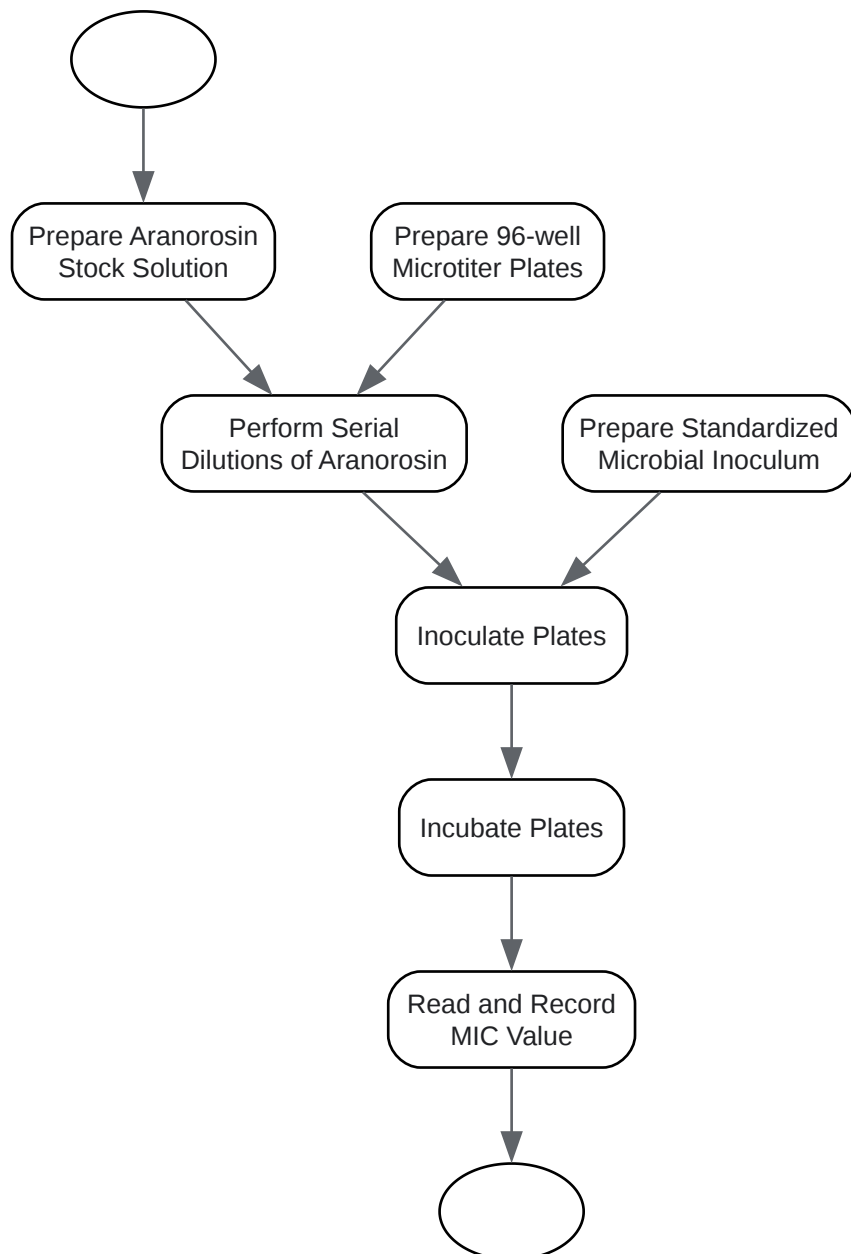 Prepare Aranorosin
Stock Solution
Prepare 96-well
Microtiter Plates
Perform Serial
Dilutions of Aranorosin
Prepare Standardized
Microbial Inoculum
Inoculate Plates
Incubate Plates
Read and Record
MIC Value